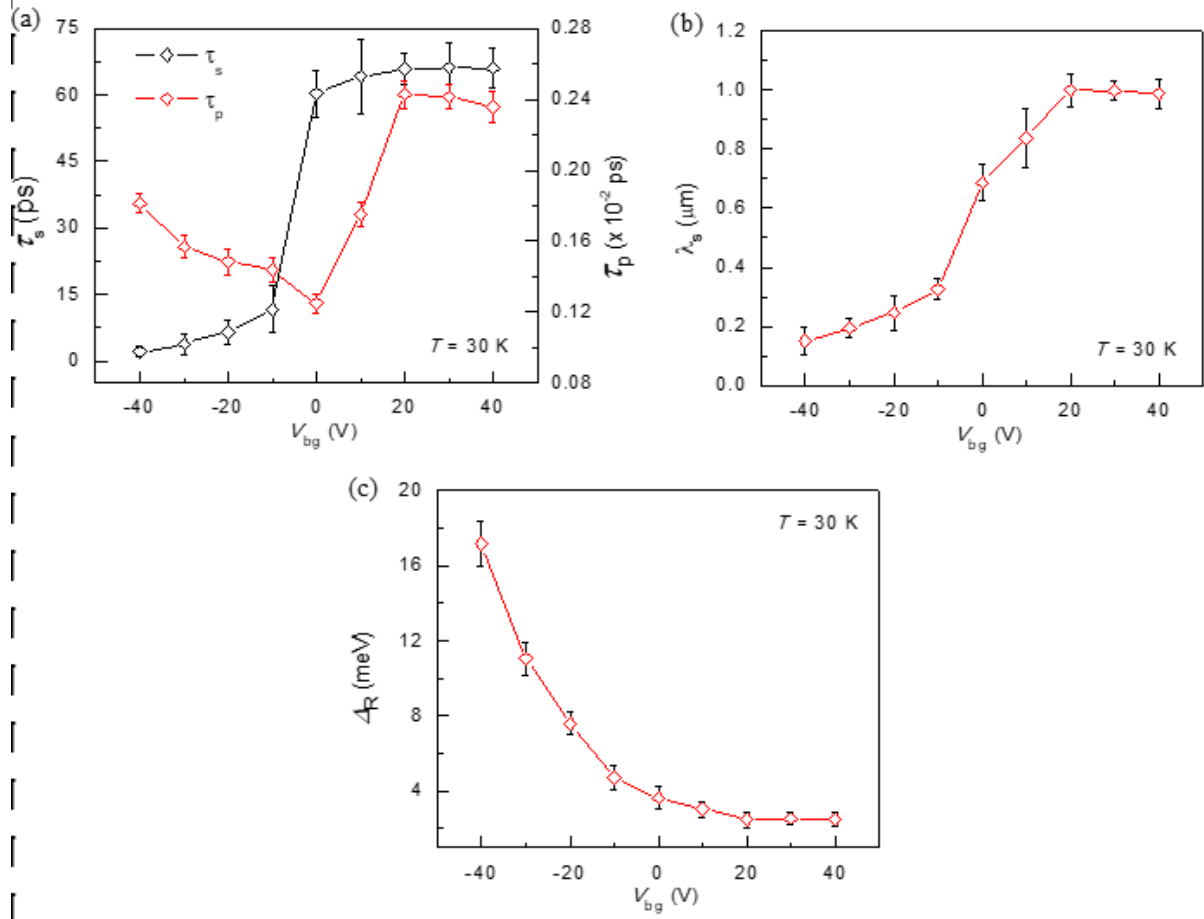 (a)
75
60
45
30
15
0
τs (ps)
τs
τp
T = 30 K
-40 -20 0 20 40
Vbg (V)
0.28
0.24
0.20
0.16
0.12
0.08
τp (x 10-2 ps)
(b)
1.2
1.0
0.8
0.6
0.4
0.2
0.0
λs (μm)
T = 30 K
-40 -20 0 20 40
Vbg (V)
(c)
20
16
12
8
4
ΔR (meV)
T = 30 K
-40 -20 0 20 40
Vbg (V)